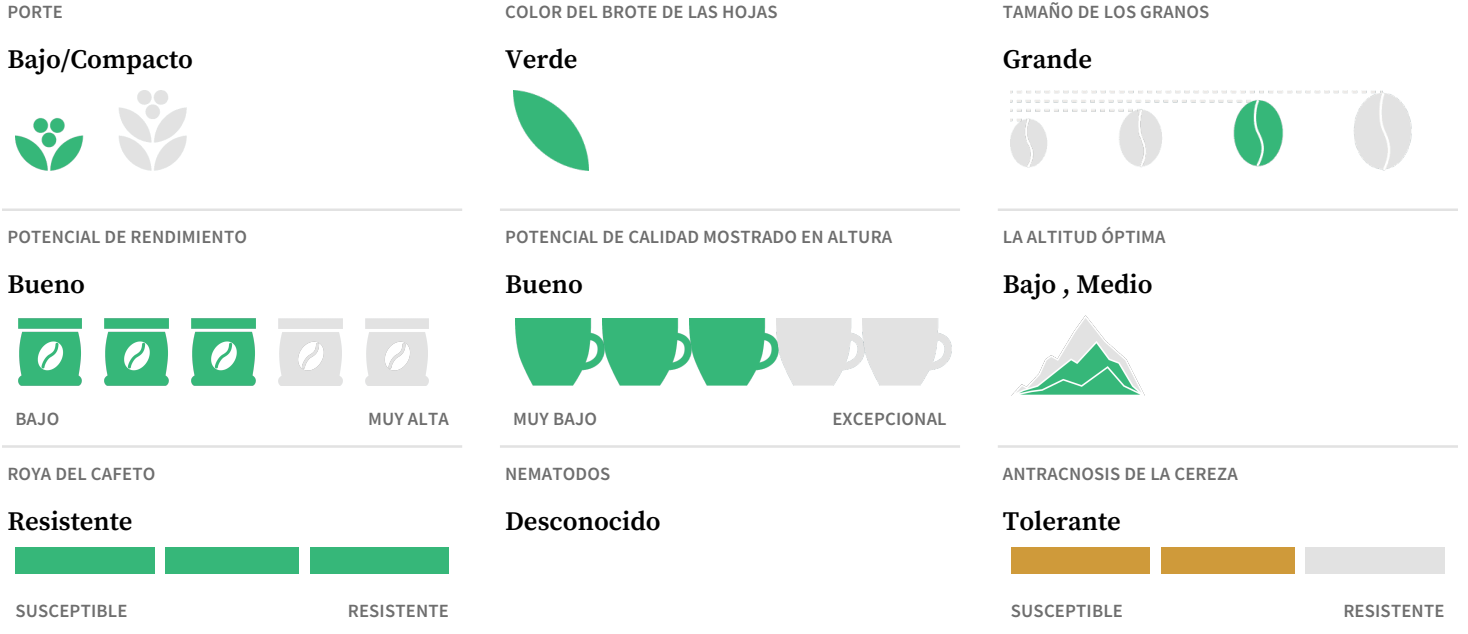 PORTE
Bajo/Compacto
COLOR DEL BROTE DE LAS HOJAS
Verde
TAMAÑO DE LOS GRANOS
Grande
POTENCIAL DE RENDIMIENTO
Bueno
BAJO MUY ALTA
POTENCIAL DE CALIDAD MOSTRADO EN ALTURA
Bueno
MUY BAJO EXCEPCIONAL
LA ALTITUD ÓPTIMA
Bajo , Medio
ROYA DEL CAFETO
Resistente
SUSCEPTIBLE RESISTENTE
NEMATODOS
Desconocido
ANTRACNOSIS DE LA CEREZA
Tolerante
SUSCEPTIBLE RESISTENTE